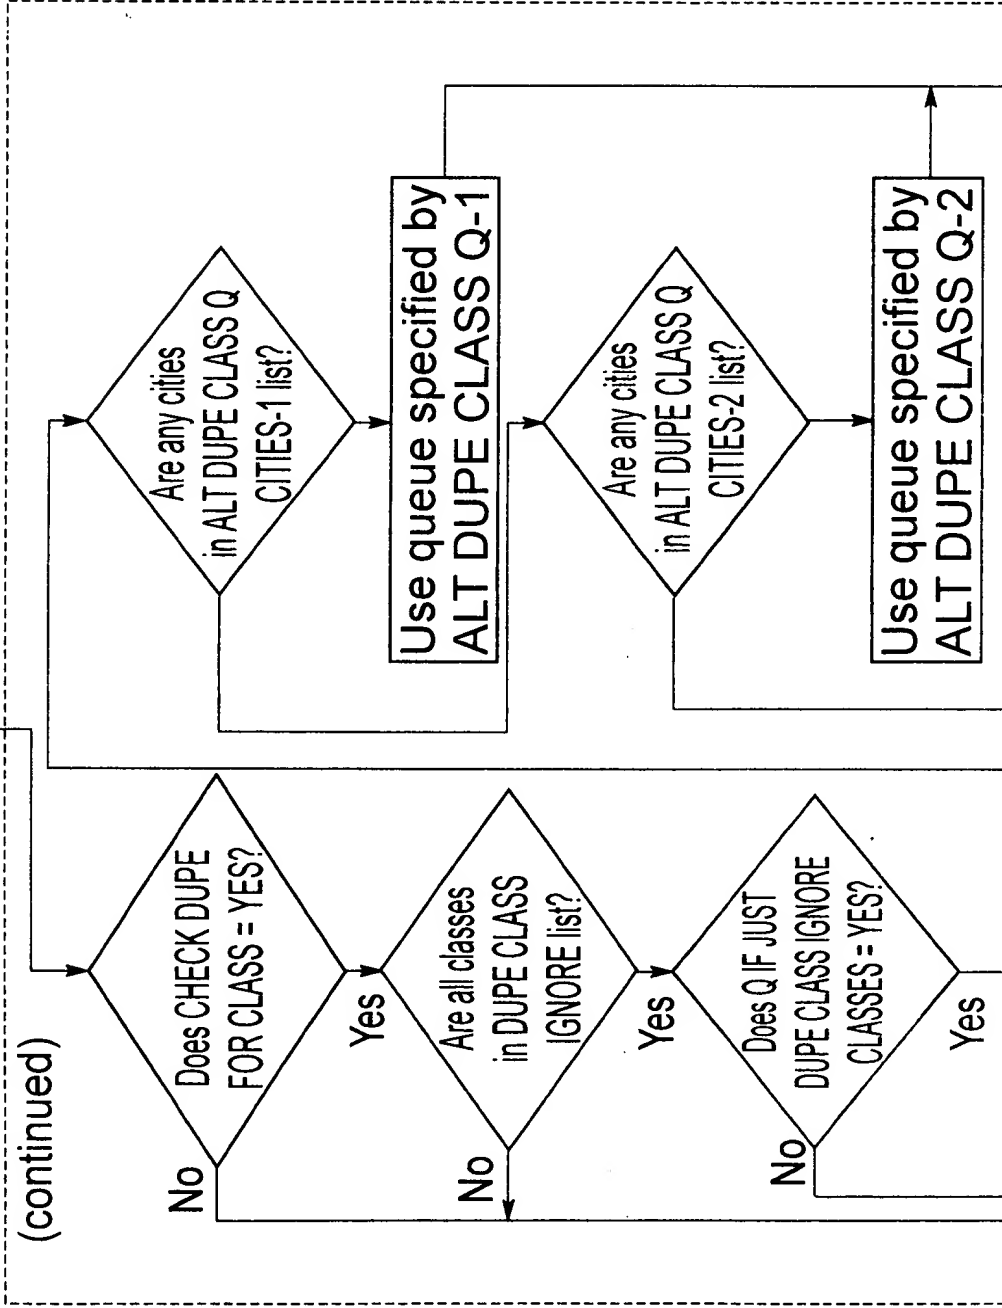 (continued)
Does CHECK DUPE
FOR CLASS = YES?
No
Yes
Are all classes
in DUPE CLASS
IGNORE list?
No
Yes
Does Q IF JUST
DUPE CLASS IGNORE
CLASSES = YES?
No
Yes
Are any cities
in ALT DUPE CLASS Q
CITIES-1 list?
Use queue specified by
ALT DUPE CLASS Q-1
Are any cities
in ALT DUPE CLASS Q
CITIES-2 list?
Use queue specified by
ALT DUPE CLASS Q-2